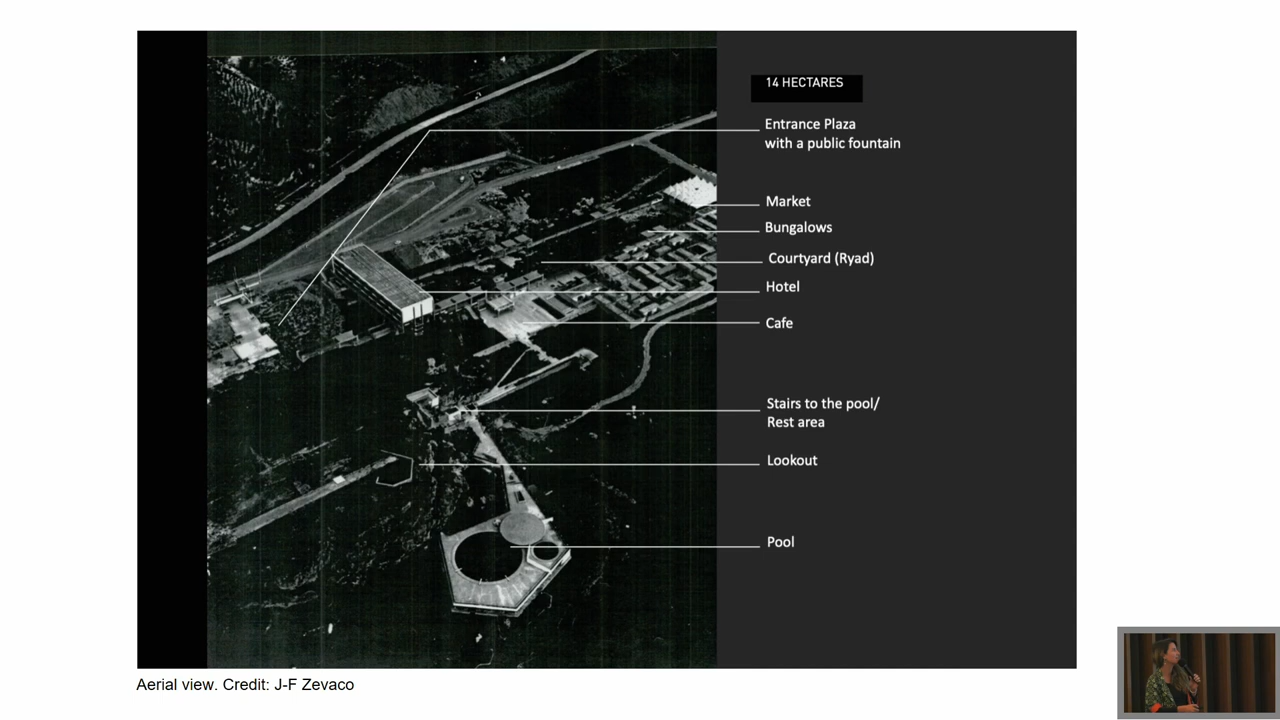 14 HECTARES
Entrance Plaza
with a public fountain
Market
Bungalows
Courtyard (Ryad)
Hotel
Cafe
Stairs to the pool/
Rest area
Lookout
Pool
Aerial view. Credit: J-F Zevaco